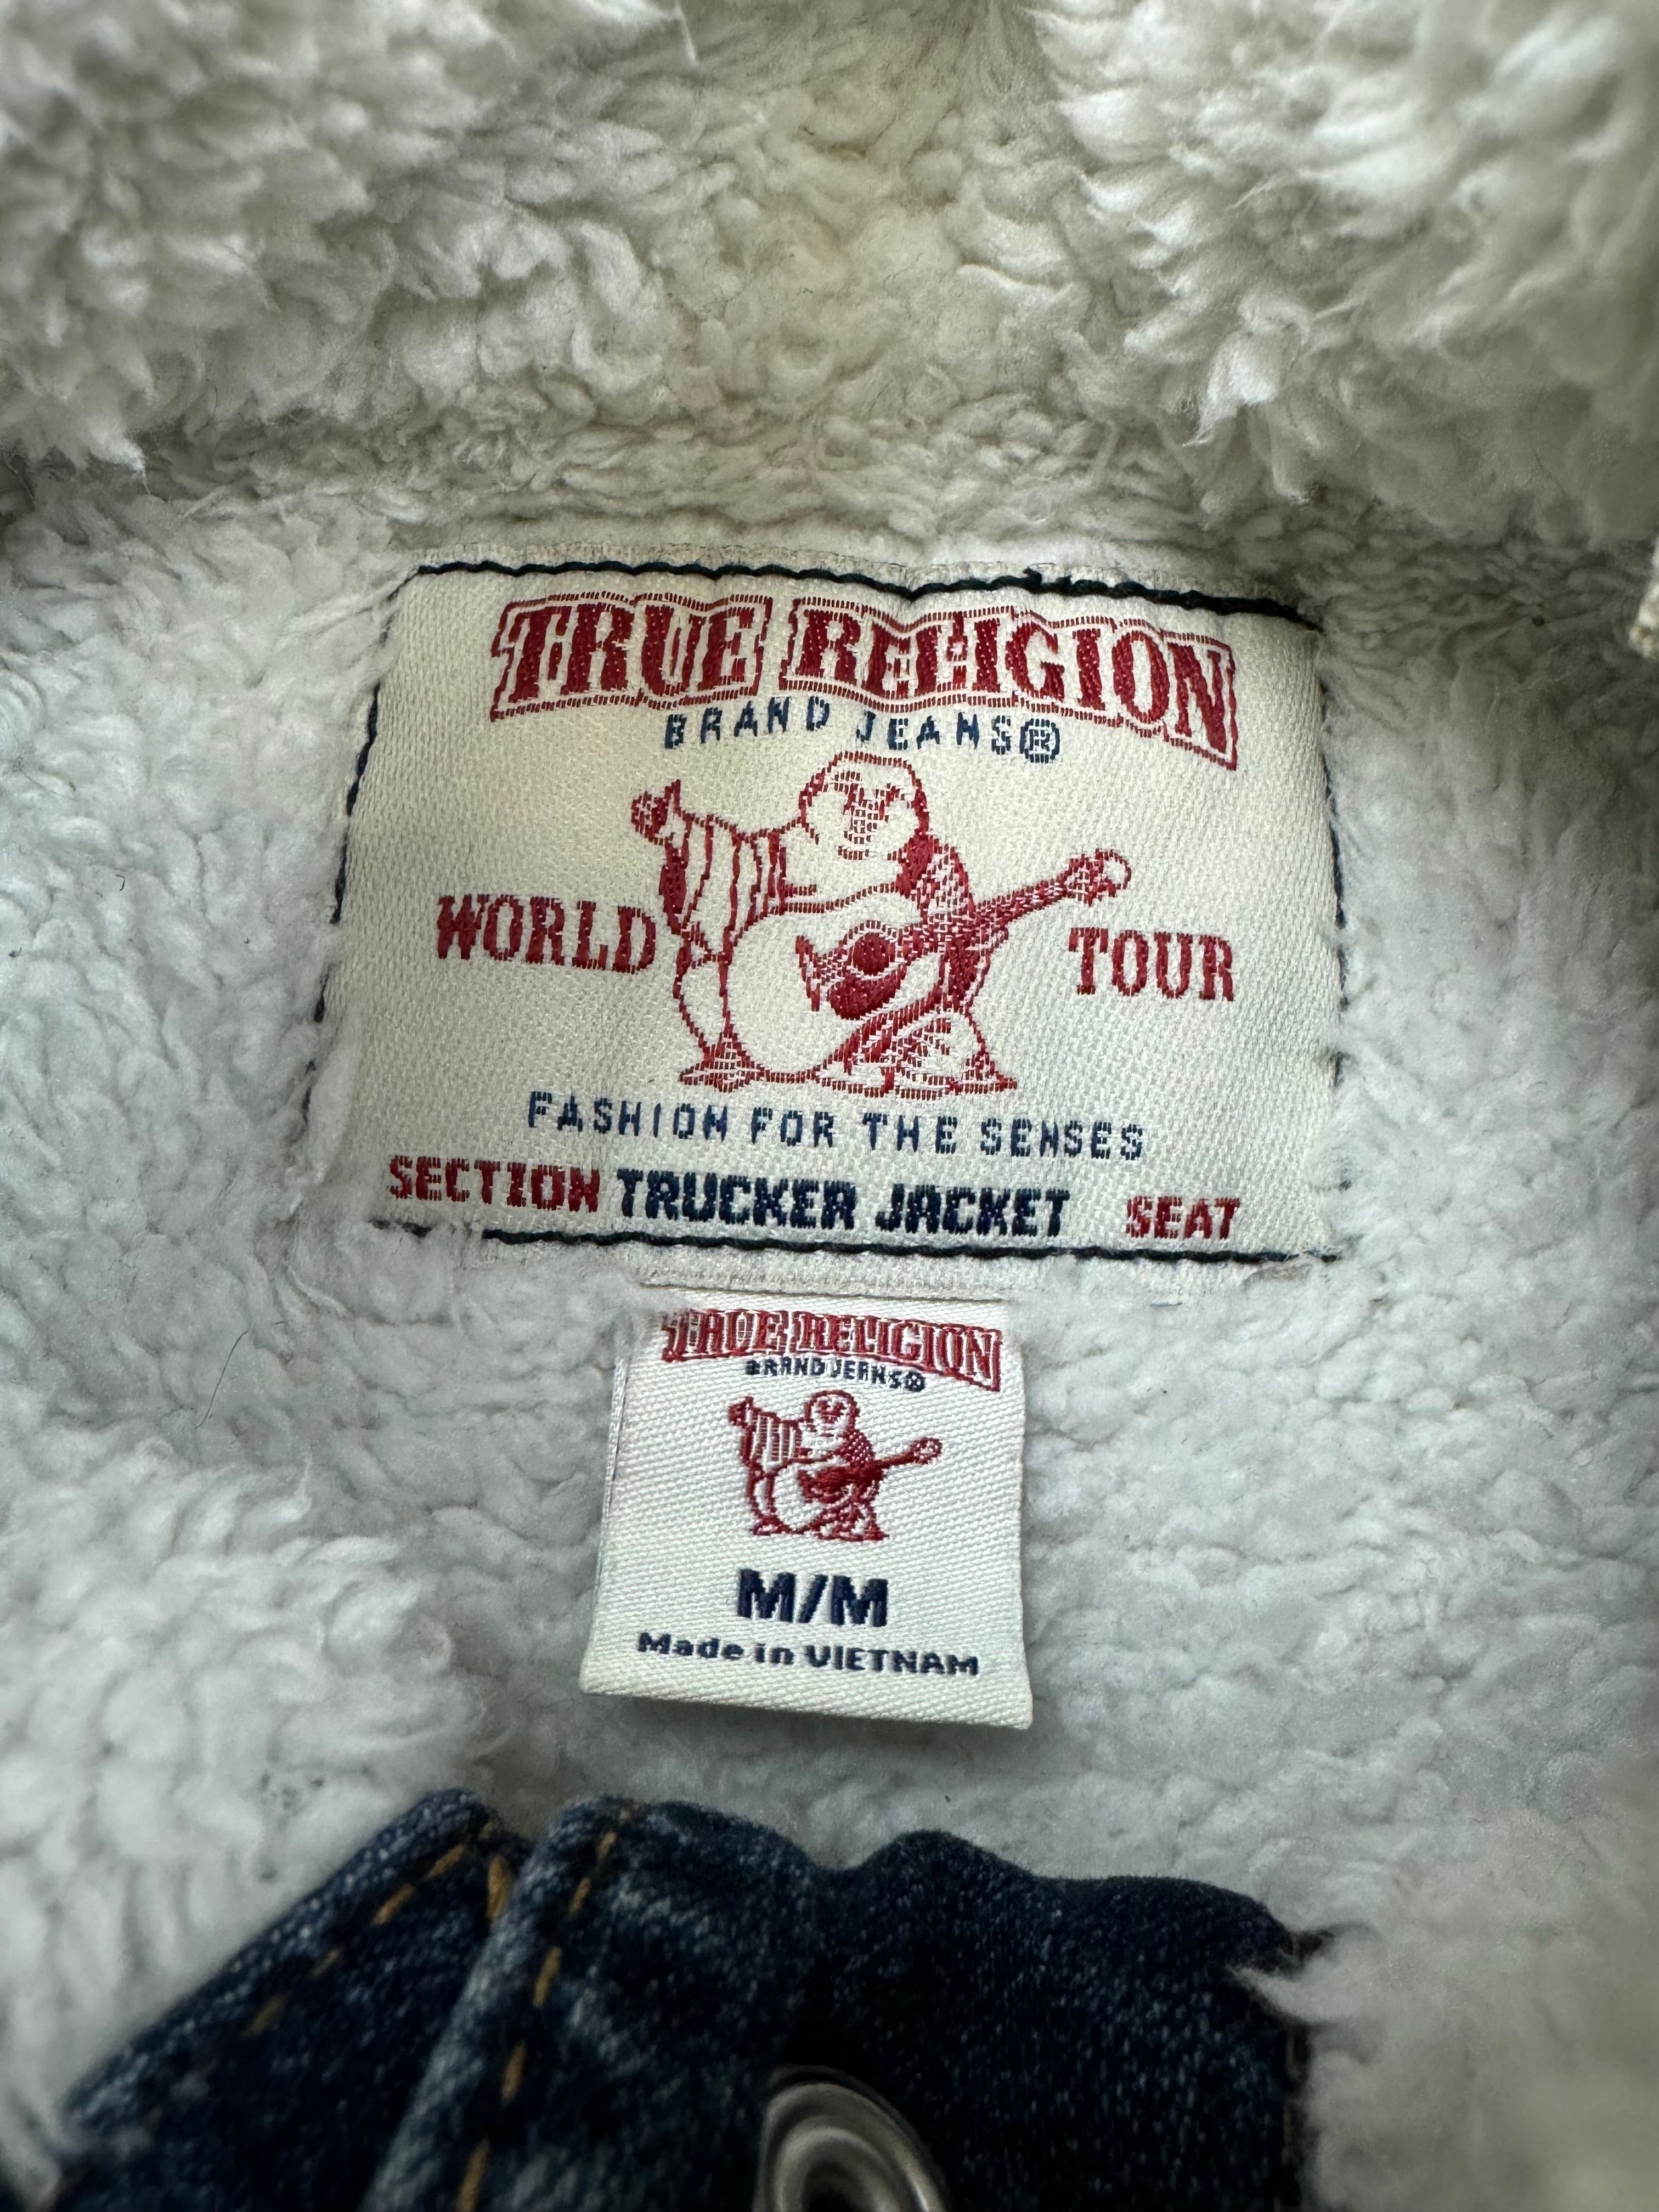 TRUE RELIGION
BRAND JEANS®
WORLD TOUR
FASHION FOR THE SENSES
SECTION TRUCKER JACKET SEAT
TRUE RELIGION
BRAND JEANS®
M/M
Made in VIETNAM